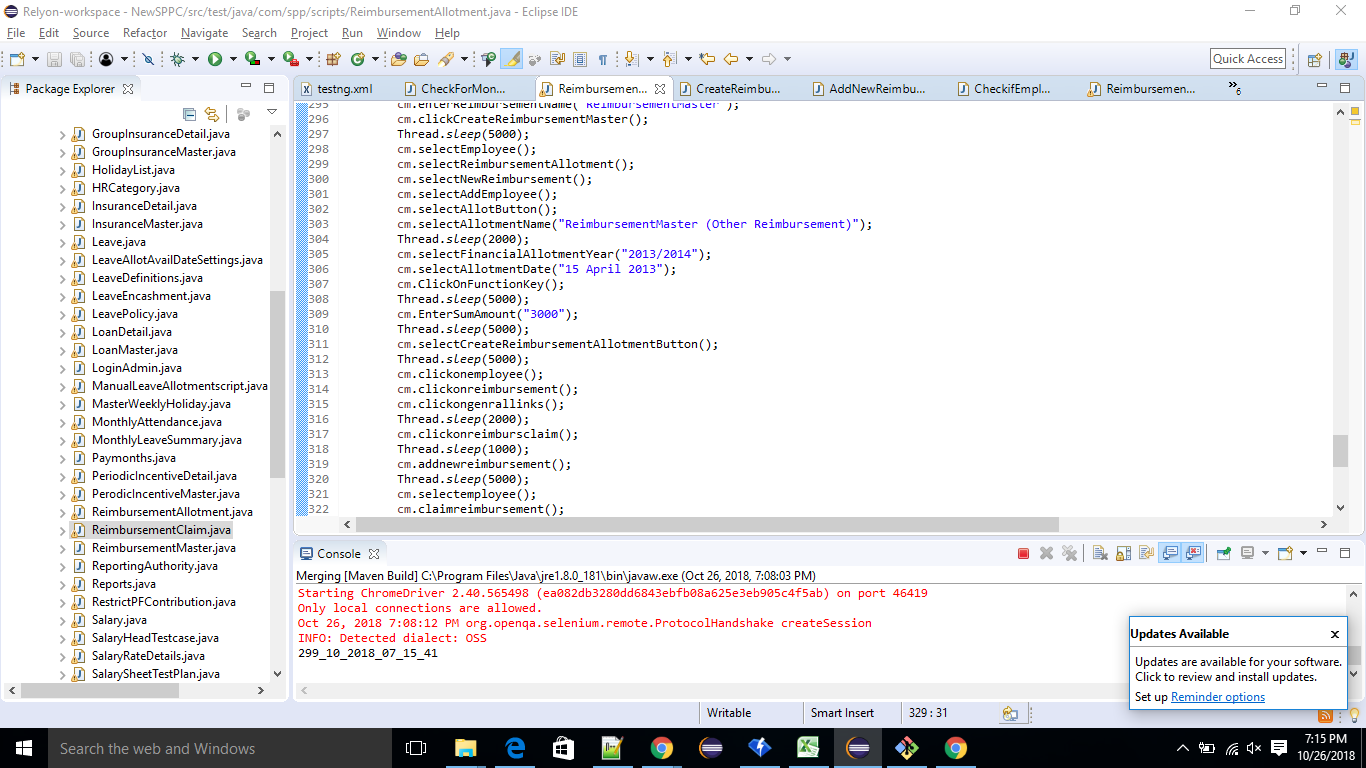 Relyon-workspace - NewSPPC/src/test/java/com/spp/scripts/ReimbursementAllotment.java - Eclipse IDE
File Edit Source Refactor Navigate Search Project Run Window Help
Quick Access
Package Explorer
GroupInsuranceDetail.java
GroupInsuranceMaster.java
HolidayList.java
HRCategory.java
InsuranceDetail.java
InsuranceMaster.java
Leave.java
LeaveAllotAvailDateSettings.java
LeaveDefinitions.java
LeaveEncashment.java
LeavePolicy.java
LoanDetail.java
LoanMaster.java
LoginAdmin.java
ManualLeaveAllotmentscript.java
MasterWeeklyHoliday.java
MonthlyAttendance.java
MonthlyLeaveSummary.java
Paymonths.java
PeriodicIncentiveDetail.java
PerodicIncentiveMaster.java
ReimbursementAllotment.java
ReimbursementClaim.java
ReimbursementMaster.java
ReportingAuthority.java
Reports.java
RestrictPFContribution.java
Salary.java
SalaryHeadTestcase.java
SalaryRateDetails.java
SalarySheetTestPlan.java
testng.xml CheckForMon... Reimbursemen... CreateReimbu... AddNewReimbu... CheckifEmpl... Reimbursemen... »6
295 cm.enterReimbursementName("ReimbursementMaster");
296 cm.clickCreateReimbursementMaster();
297 Thread.sleep(5000);
298 cm.selectEmployee();
299 cm.selectReimbursementAllotment();
300 cm.selectNewReimbursement();
301 cm.selectAddEmployee();
302 cm.selectAllotButton();
303 cm.selectAllotmentName("ReimbursementMaster (Other Reimbursement)");
304 Thread.sleep(2000);
305 cm.selectFinancialAllotmentYear("2013/2014");
306 cm.selectAllotmentDate("15 April 2013");
307 cm.ClickOnFunctionKey();
308 Thread.sleep(5000);
309 cm.EnterSumAmount("3000");
310 Thread.sleep(5000);
311 cm.selectCreateReimbursementAllotmentButton();
312 Thread.sleep(5000);
313 cm.clickonemployee();
314 cm.clickonreimbursement();
315 cm.clickongenrallinks();
316 Thread.sleep(2000);
317 cm.clickonreimbursclaim();
318 Thread.sleep(1000);
319 cm.addnewreimbursement();
320 Thread.sleep(5000);
321 cm.selectemployee();
322 cm.claimreimbursement();
Console
Merging [Maven Build] C:\Program Files\Java\jre1.8.0_181\bin\javaw.exe (Oct 26, 2018, 7:08:03 PM)
Starting ChromeDriver 2.40.565498 (ea082db3280dd6843ebfb08a625e3eb905c4f5ab) on port 46419
Only local connections are allowed.
Oct 26, 2018 7:08:12 PM org.openqa.selenium.remote.ProtocolHandshake createSession
INFO: Detected dialect: OSS
299_10_2018_07_15_41
Updates Available
Updates are available for your software.
Click to review and install updates.
Set up Reminder options
Writable Smart Insert 329 : 31
Search the web and Windows
7:15 PM
10/26/2018